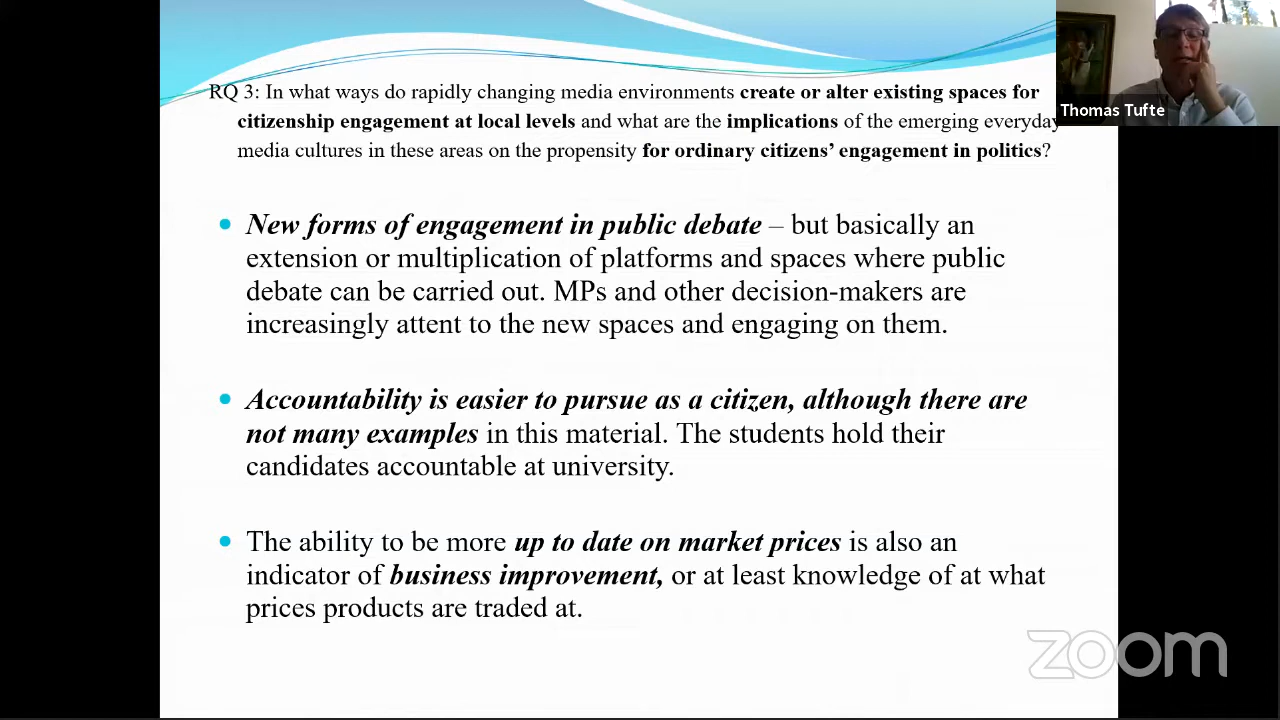 RQ 3: In what ways do rapidly changing media environments create or alter existing spaces for
citizenship engagement at local levels and what are the implications of the emerging everyday
media cultures in these areas on the propensity for ordinary citizens’ engagement in politics?
Thomas Tufte
• New forms of engagement in public debate – but basically an
extension or multiplication of platforms and spaces where public
debate can be carried out. MPs and other decision-makers are
increasingly attent to the new spaces and engaging on them.
• Accountability is easier to pursue as a citizen, although there are
not many examples in this material. The students hold their
candidates accountable at university.
• The ability to be more up to date on market prices is also an
indicator of business improvement, or at least knowledge of at what
prices products are traded at.
zoom